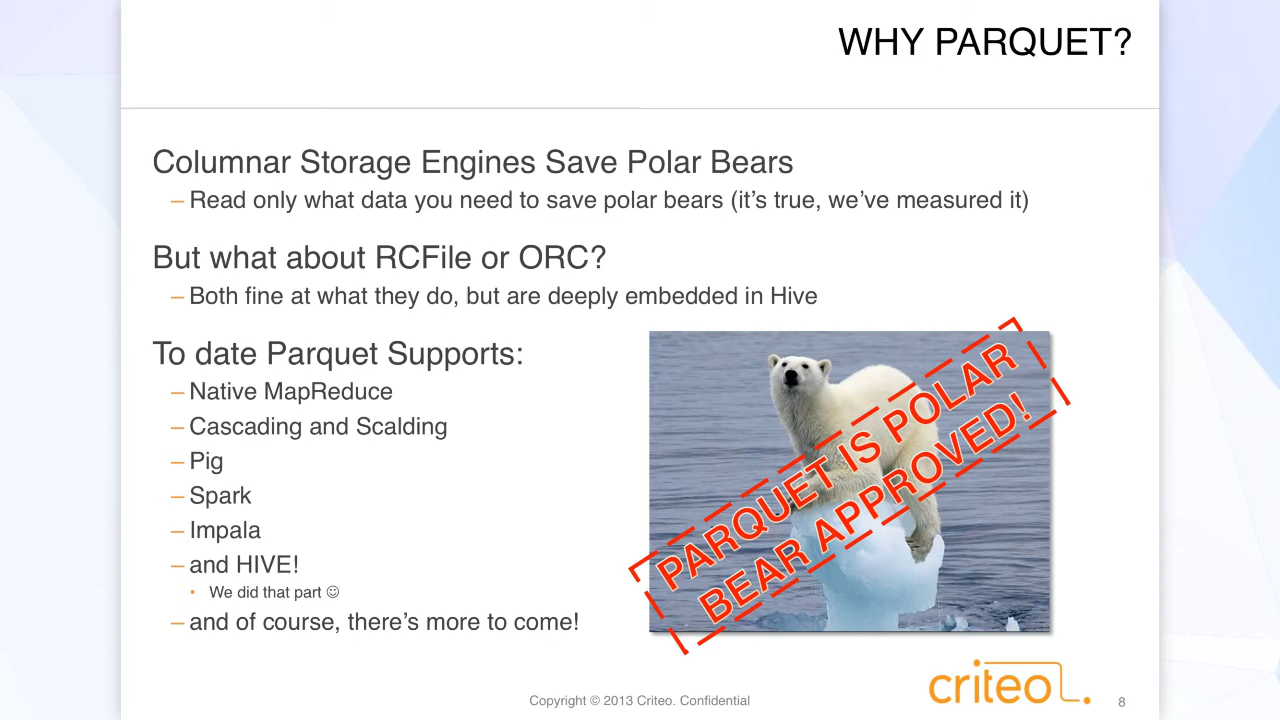 WHY PARQUET?
Columnar Storage Engines Save Polar Bears
– Read only what data you need to save polar bears (it’s true, we’ve measured it)
But what about RCFile or ORC?
– Both fine at what they do, but are deeply embedded in Hive
To date Parquet Supports:
– Native MapReduce
– Cascading and Scalding
– Pig
– Spark
– Impala
– and HIVE!
• We did that part ☺
– and of course, there’s more to come!
PARQUET IS POLAR
BEAR APPROVED!
criteo
Copyright © 2013 Criteo. Confidential
8